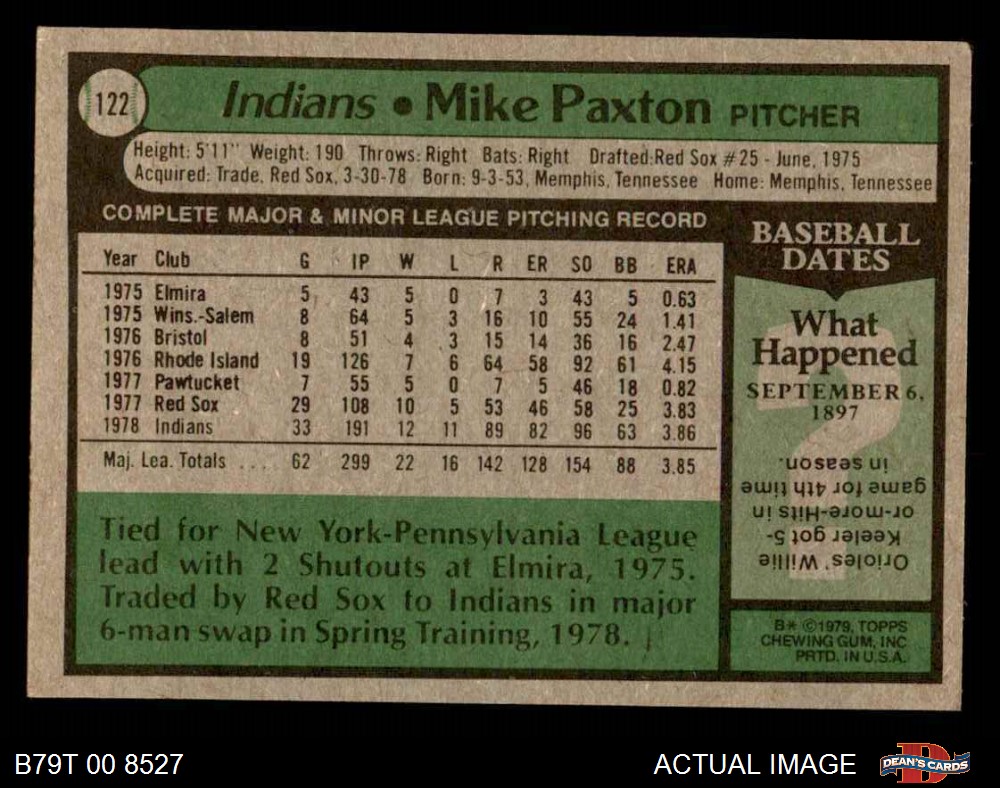 122
Indians • Mike Paxton PITCHER
Height: 5'11" Weight: 190 Throws: Right Bats: Right Drafted: Red Sox #25 - June, 1975
Acquired: Trade, Red Sox, 3-30-78 Born: 9-3-53, Memphis, Tennessee Home: Memphis, Tennessee
COMPLETE MAJOR & MINOR LEAGUE PITCHING RECORD
Year Club G IP W L R ER SO BB ERA
1975 Elmira 5 43 5 0 7 3 43 5 0.63
1975 Wins.-Salem 8 64 5 3 16 10 55 24 1.41
1976 Bristol 8 51 4 3 15 14 36 16 2.47
1976 Rhode Island 19 126 7 6 64 58 92 61 4.15
1977 Pawtucket 7 55 5 0 7 5 46 18 0.82
1977 Red Sox 29 108 10 5 53 46 58 25 3.83
1978 Indians 33 191 12 11 89 82 96 63 3.86
Maj. Lea. Totals ... 62 299 22 16 142 128 154 88 3.85
Tied for New York-Pennsylvania League
lead with 2 Shutouts at Elmira, 1975.
Traded by Red Sox to Indians in major
6-man swap in Spring Training, 1978.
BASEBALL
DATES
What
Happened
SEPTEMBER 6,
1897
Orioles' Willie
Keeler got 5-
or-more-Hits in
game for 4th time
in season.
B* ©1979, TOPPS
CHEWING GUM, INC
PRTD. IN U.S.A.
B79T 00 8527
ACTUAL IMAGE
DEAN'S CARDS